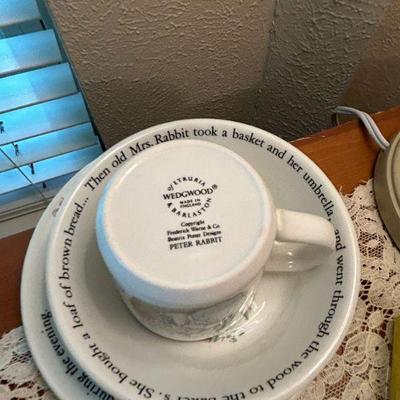 OF ETRURIA
WEDGWOOD®
MADE IN
ENGLAND
& BARLASTON
Copyright
Frederick Warne & Co.
Beatrix Potter Designs
PETER RABBIT
Then old Mrs. Rabbit took a basket and her umbrella, and went through the wood to the baker's. She bought a loaf of brown bread...
during the evening